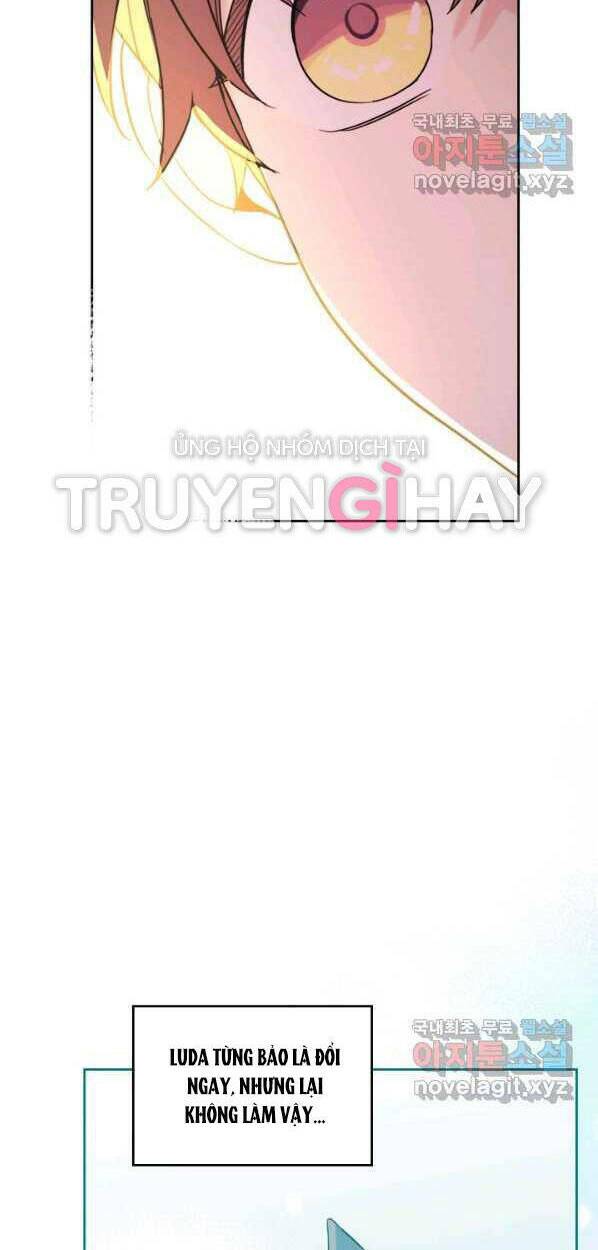 국내최초 무료 웹소설
아지툰소설
novelagit.xyz
ỦNG HỘ NHÓM DỊCH TẠI
TRUYENGIHAY
국내최초 무료 웹소설
아지툰소설
novelagit.xyz
LUDA TỪNG BẢO LÀ ĐỔI
NGAY, NHƯNG LẠI
KHÔNG LÀM VẬY...